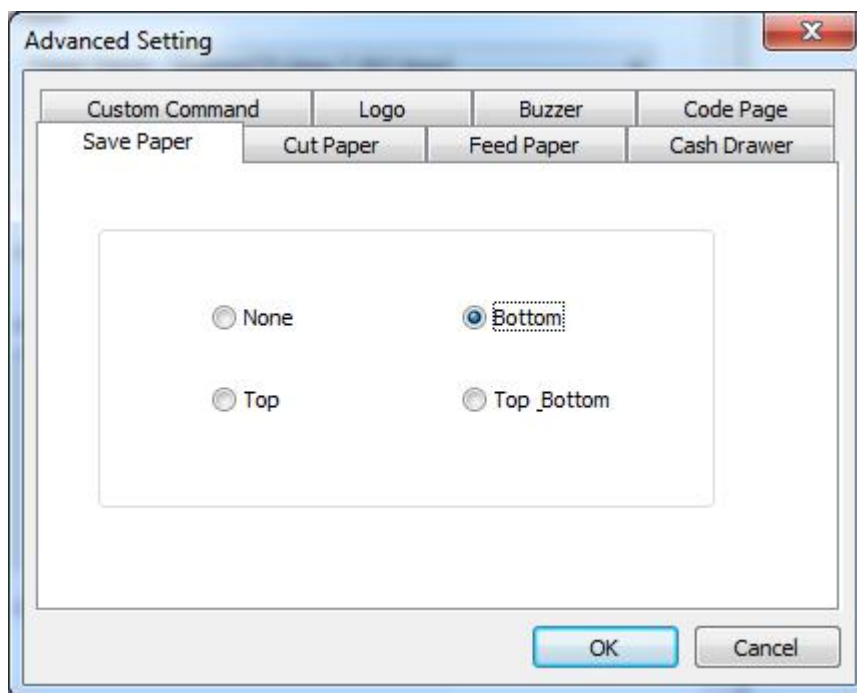 Advanced Setting
Custom Command Logo Buzzer Code Page
Save Paper Cut Paper Feed Paper Cash Drawer
None Bottom
Top Top_Bottom
OK Cancel